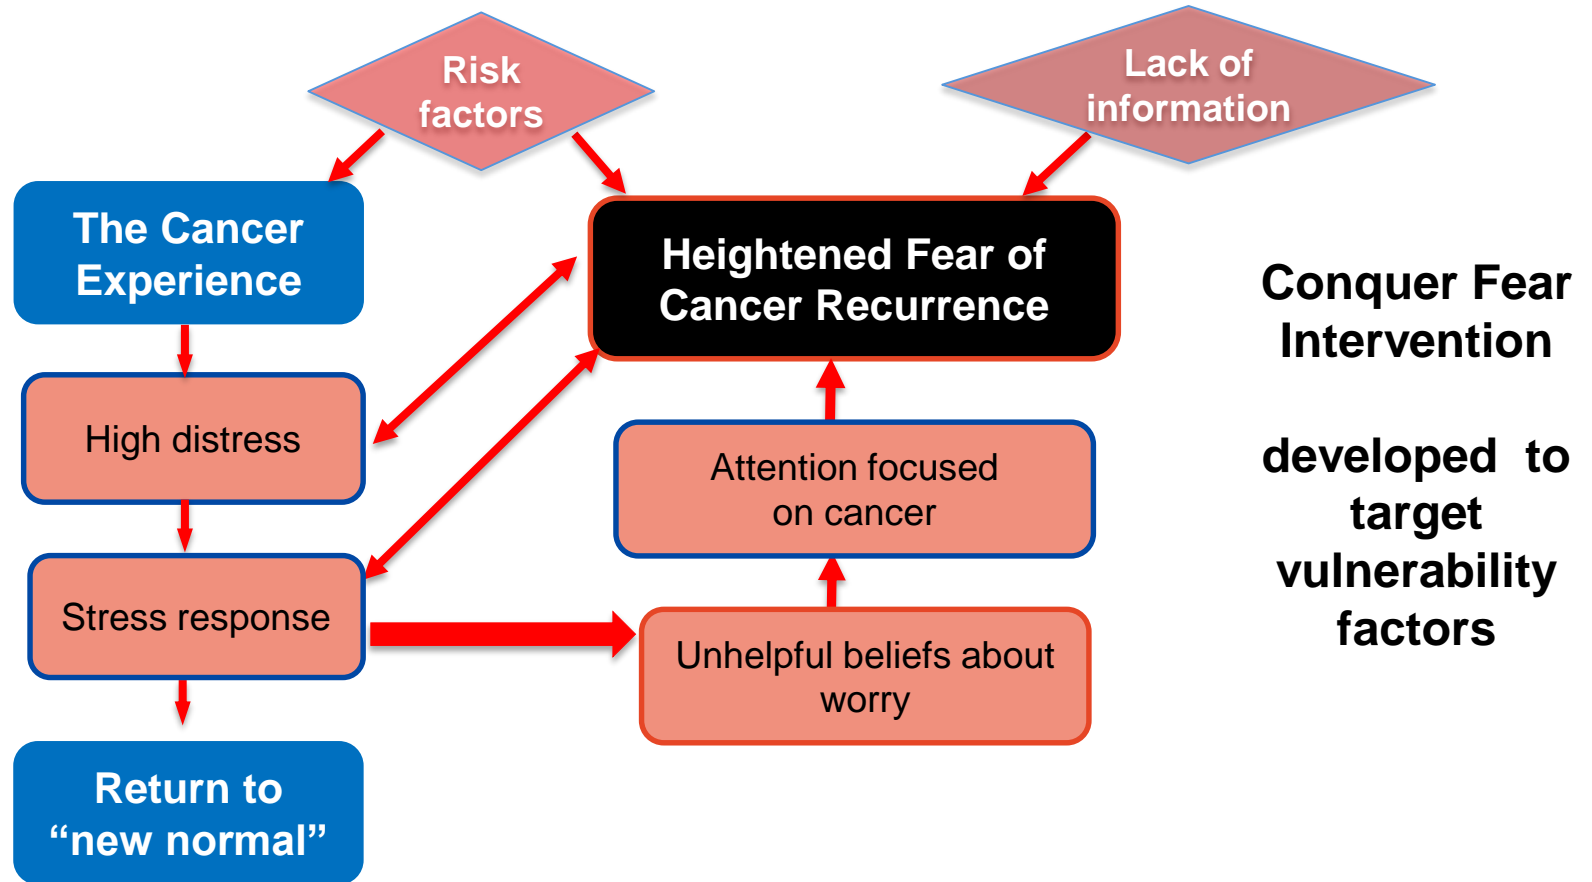 Risk
factors
Lack of
information
The Cancer
Experience
Heightened Fear of
Cancer Recurrence
High distress
Attention focused
on cancer
Stress response
Unhelpful beliefs about
worry
Return to
“new normal”
Conquer Fear
Intervention
developed  to
target
vulnerability
factors